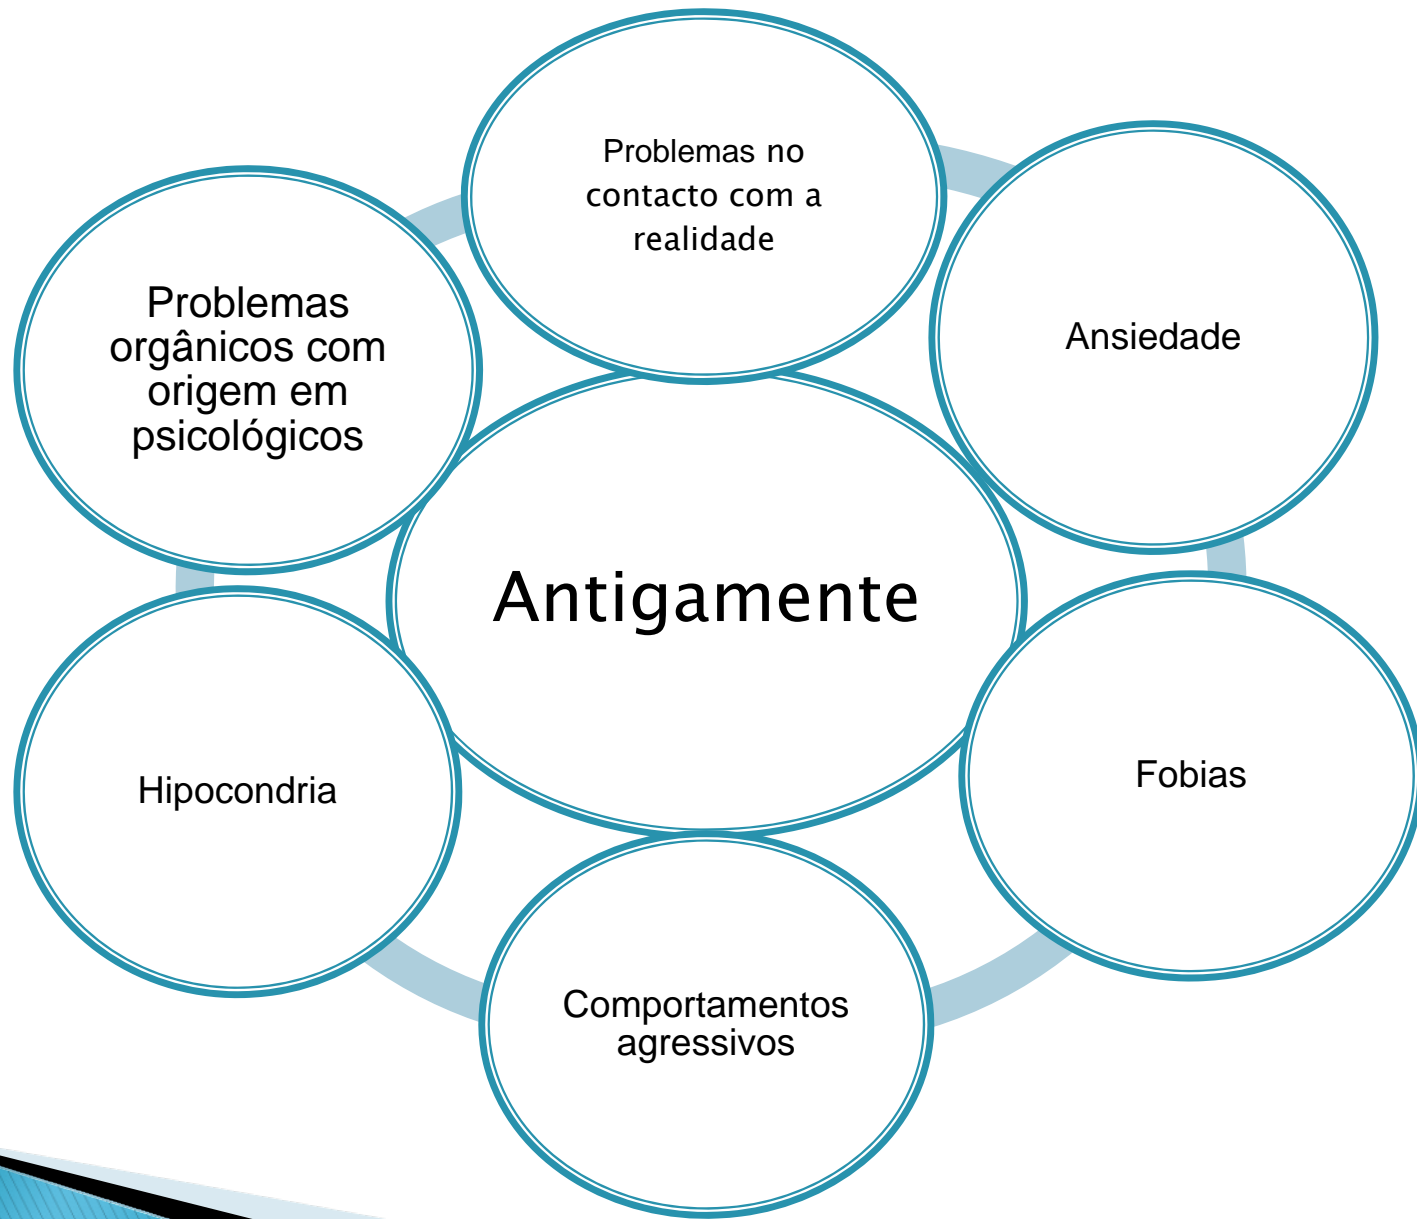 Problemas no
contacto com a
realidade
Ansiedade
Fobias
Comportamentos
agressivos
Hipocondria
Problemas
orgânicos com
origem em
psicológicos
Antigamente